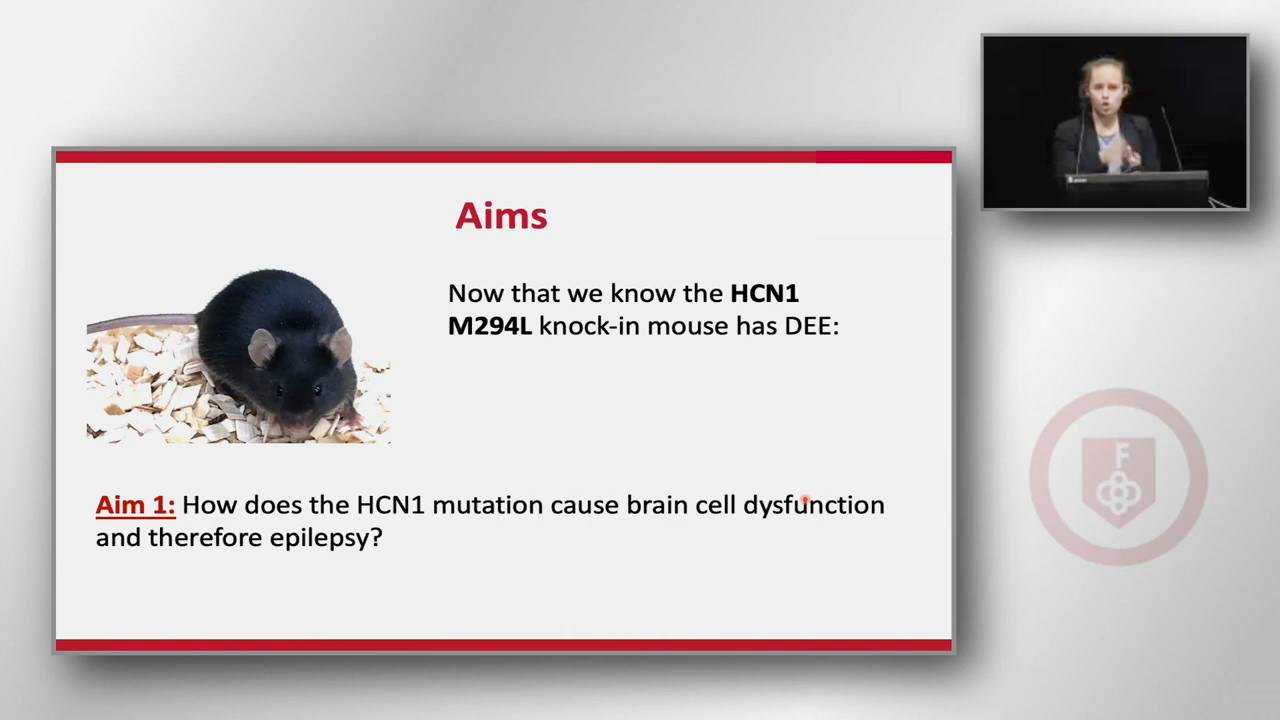 Aims
Now that we know the HCN1
M294L knock-in mouse has DEE:
Aim 1: How does the HCN1 mutation cause brain cell dysfunction
and therefore epilepsy?
F